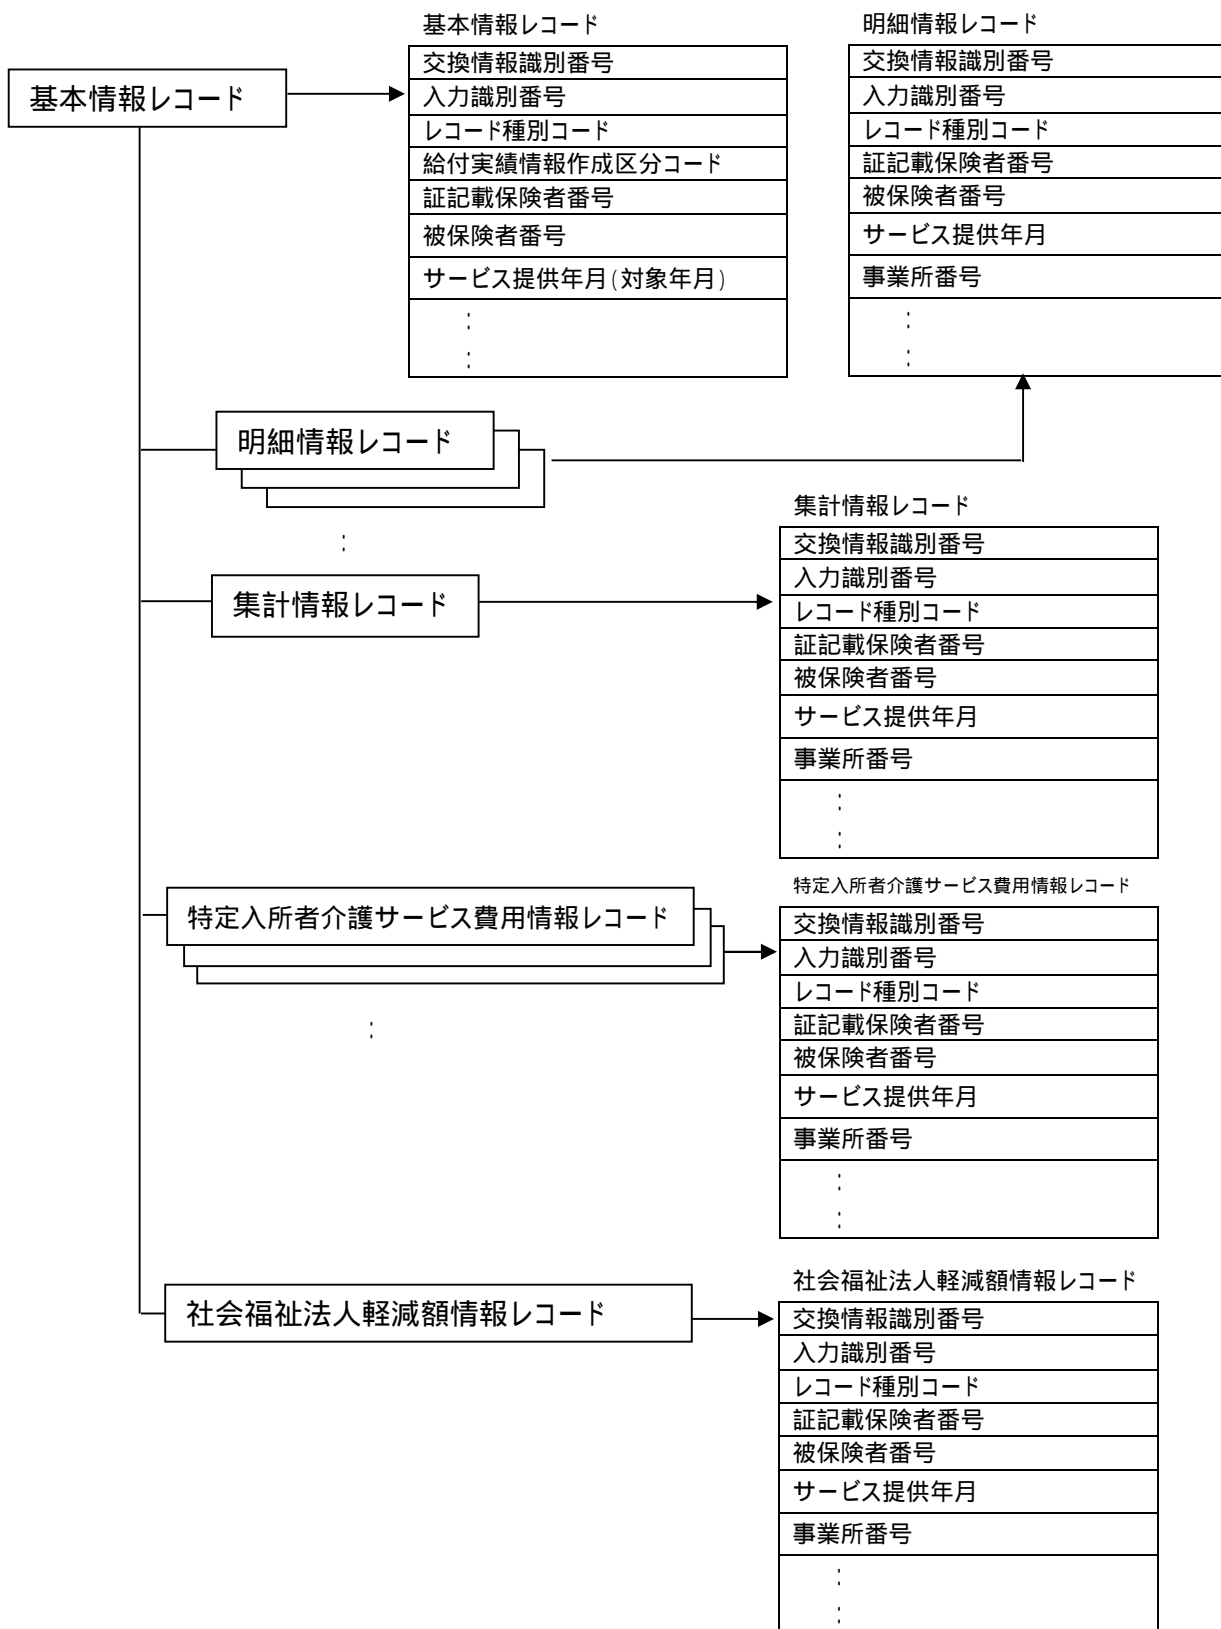 基本情報レコード
基本情報レコード
交換情報識別番号
入力識別番号
レコード種別コード
給付実績情報作成区分コード
証記載保険者番号
被保険者番号
サービス提供年月(対象年月)
:
:
明細情報レコード
交換情報識別番号
入力識別番号
レコード種別コード
証記載保険者番号
被保険者番号
サービス提供年月
事業所番号
:
:
明細情報レコード
:
集計情報レコード
集計情報レコード
交換情報識別番号
入力識別番号
レコード種別コード
証記載保険者番号
被保険者番号
サービス提供年月
事業所番号
:
:
特定入所者介護サービス費用情報レコード
:
特定入所者介護サービス費用情報レコード
交換情報識別番号
入力識別番号
レコード種別コード
証記載保険者番号
被保険者番号
サービス提供年月
事業所番号
:
:
社会福祉法人軽減額情報レコード
社会福祉法人軽減額情報レコード
交換情報識別番号
入力識別番号
レコード種別コード
証記載保険者番号
被保険者番号
サービス提供年月
事業所番号
:
: